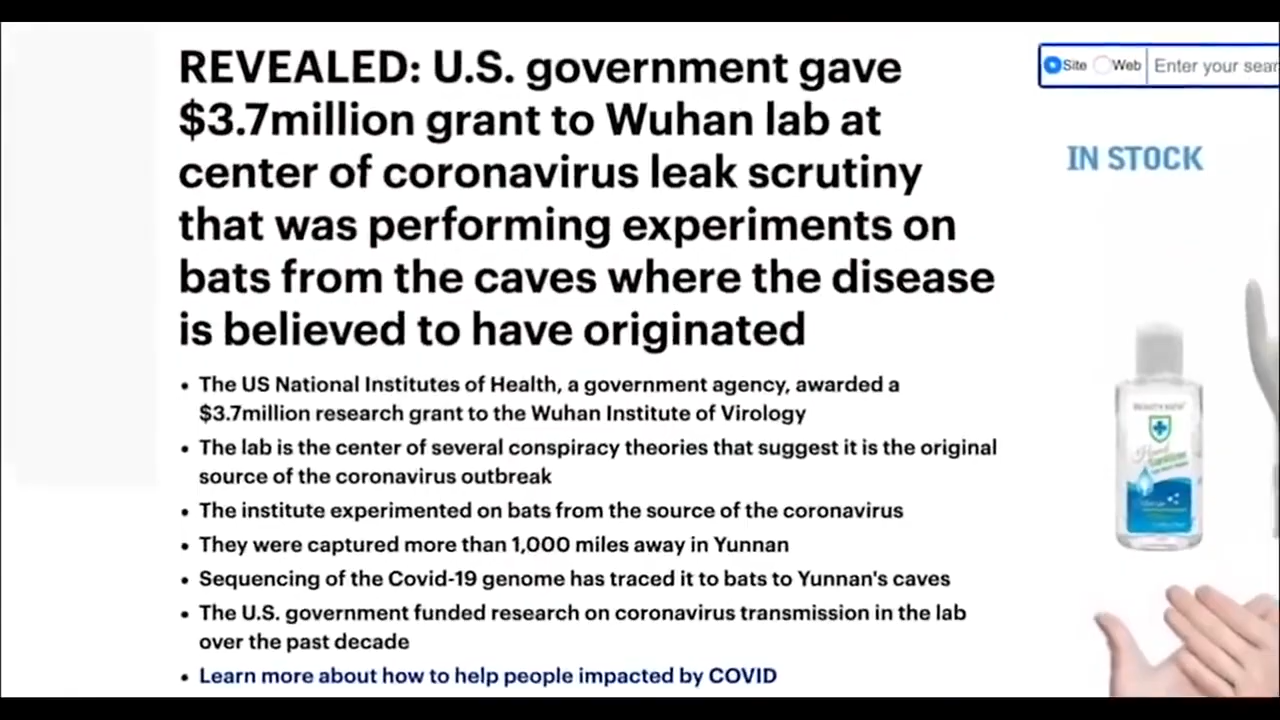 REVEALED: U.S. government gave
$3.7million grant to Wuhan lab at
center of coronavirus leak scrutiny
that was performing experiments on
bats from the caves where the disease
is believed to have originated
• The US National Institutes of Health, a government agency, awarded a
$3.7million research grant to the Wuhan Institute of Virology
• The lab is the center of several conspiracy theories that suggest it is the original
source of the coronavirus outbreak
• The institute experimented on bats from the source of the coronavirus
• They were captured more than 1,000 miles away in Yunnan
• Sequencing of the Covid-19 genome has traced it to bats to Yunnan's caves
• The U.S. government funded research on coronavirus transmission in the lab
over the past decade
• Learn more about how to help people impacted by COVID
Site Web Enter your sear
IN STOCK
Hand
Sanitizer